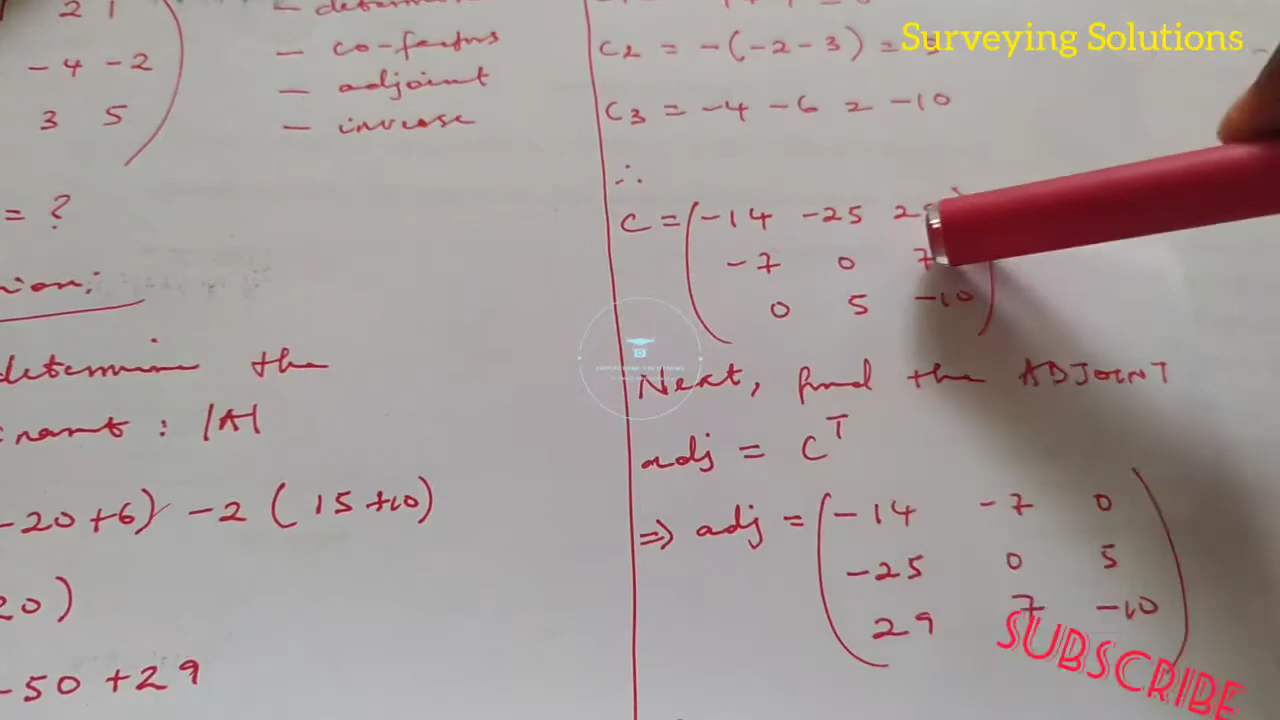 Surveying Solutions
2 1
-4 -2
3 5
- co-factors
- adjoint
- inverse
= ?
determine the
: |A|
-20+6) -2 (15+10)
20)
-50 +29
C2 = -(-2-3) =
C3 = -4 -6 = -10
∴
C = (-14 -25
-7 0 7
0 5 -10)
Next, find the ADJOINT
adj = C^T
⇒ adj = (-14 -7 0
-25 0 5
29 7 -10)
SUBSCRIBE